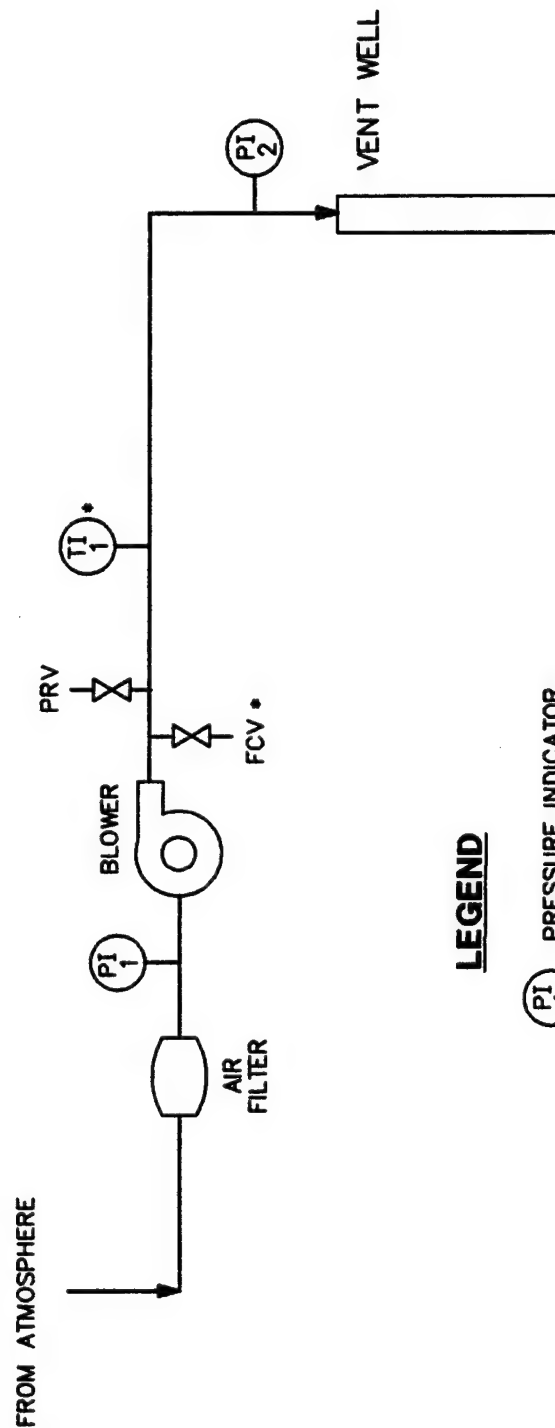 FROM ATMOSPHERE
AIR
FILTER
PI
1
BLOWER
PRV
FCV *
TI
1
*
PI
2
VENT WELL
LEGEND
PI
PRESSURE INDICATOR